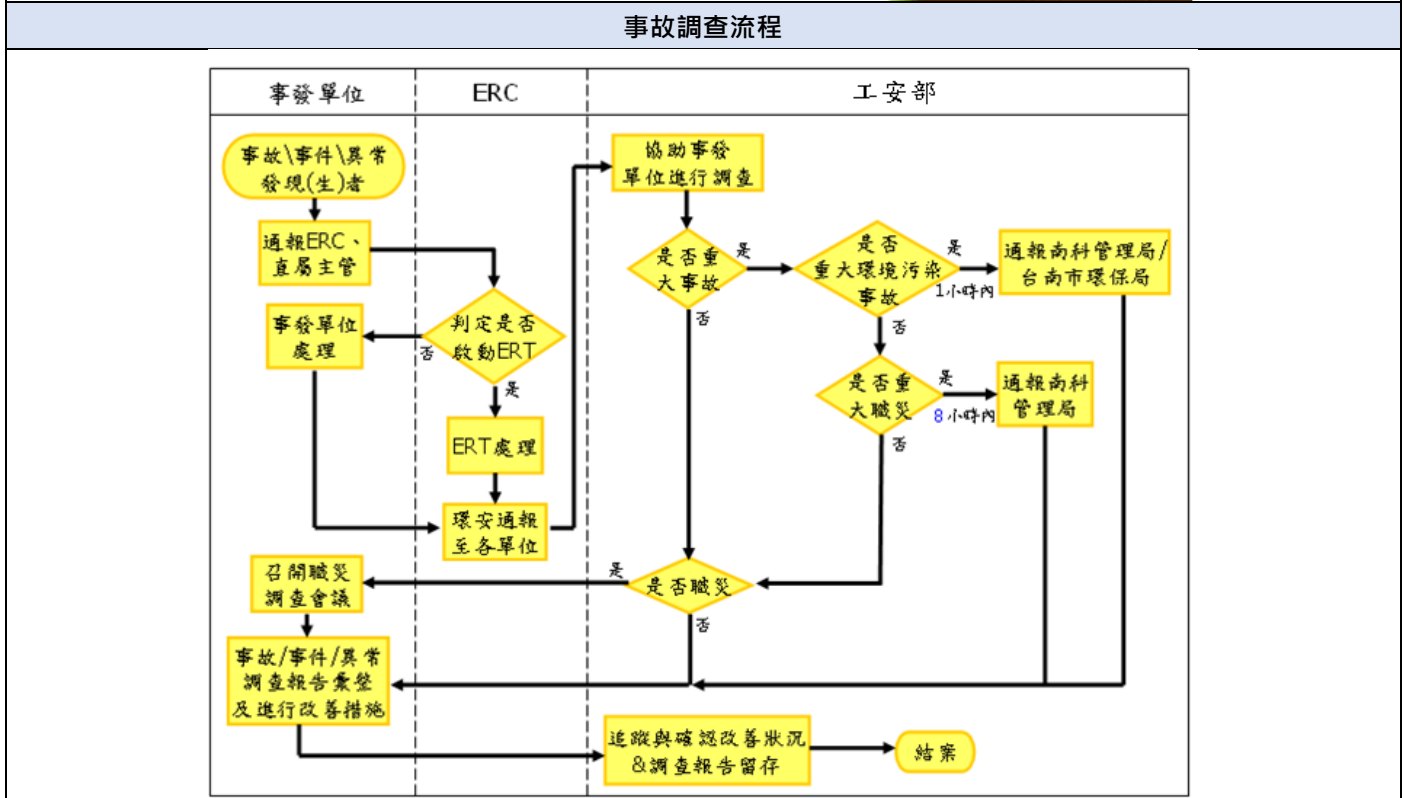 事故調查流程
事發單位
ERC
工安部
事故\事件\異常
發現(生)者
通報ERC、
直屬主管
事發單位
處理
判定是否
啟動ERT
否
是
ERT處理
環安通報
至各單位
協助事發
單位進行調查
是否重
大事故
是
否
是否
重大環境污染
事故
是
1小時內
否
通報南科管理局/
台南市環保局
是否重
大職災
是
8小時內
否
通報南科
管理局
是否職災
是
否
召開職災
調查會議
事故/事件/異常
調查報告彙整
及進行改善措施
追蹤與確認改善狀況
&調查報告留存
結案